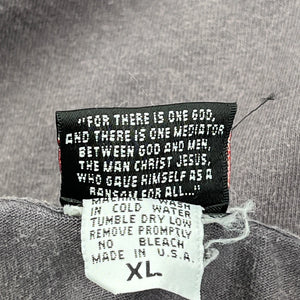 "FOR THERE IS ONE GOD,
AND THERE IS ONE MEDIATOR
BETWEEN GOD AND MEN,
THE MAN CHRIST JESUS,
WHO GAVE HIMSELF AS A
RANSOM FOR ALL..."
MACHINE WASH
IN COLD WATER
TUMBLE DRY LOW
REMOVE PROMPTLY
NO BLEACH
MADE IN U.S.A.
XL